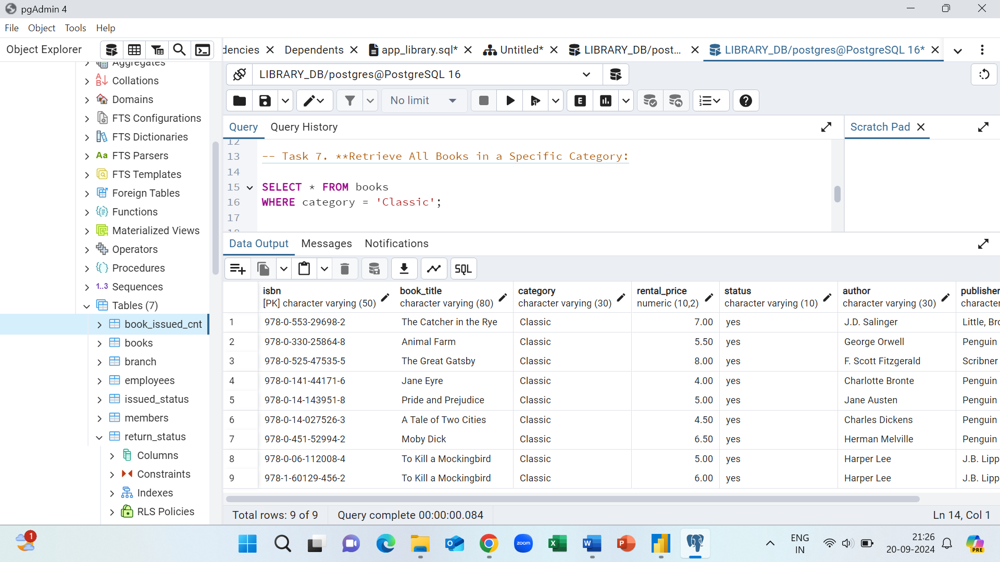 pgAdmin 4
File Object Tools Help
Object Explorer
dencies Dependents app_library.sql* Untitled* LIBRARY_DB/post... LIBRARY_DB/postgres@PostgreSQL 16*
LIBRARY_DB/postgres@PostgreSQL 16
No limit
E
Query Query History
Scratch Pad
Aggregates
Collations
Domains
FTS Configurations
FTS Dictionaries
Aa FTS Parsers
FTS Templates
Foreign Tables
Functions
Materialized Views
Operators
Procedures
1..3 Sequences
Tables (7)
book_issued_cnt
books
branch
employees
issued_status
members
return_status
Columns
Constraints
Indexes
RLS Policies
12
13 -- Task 7. **Retrieve All Books in a Specific Category:
14
15 SELECT * FROM books
16 WHERE category = 'Classic';
17
18
Data Output Messages Notifications
SQL
isbn book_title category rental_price status author publisher
[PK] character varying (50) character varying (80) character varying (30) numeric (10,2) character varying (10) character varying (30) character
1 978-0-553-29698-2 The Catcher in the Rye Classic 7.00 yes J.D. Salinger Little, Bro
2 978-0-330-25864-8 Animal Farm Classic 5.50 yes George Orwell Penguin
3 978-0-525-47535-5 The Great Gatsby Classic 8.00 yes F. Scott Fitzgerald Scribner
4 978-0-141-44171-6 Jane Eyre Classic 4.00 yes Charlotte Bronte Penguin
5 978-0-14-143951-8 Pride and Prejudice Classic 5.00 yes Jane Austen Penguin
6 978-0-14-027526-3 A Tale of Two Cities Classic 4.50 yes Charles Dickens Penguin
7 978-0-451-52994-2 Moby Dick Classic 6.50 yes Herman Melville Penguin
8 978-0-06-112008-4 To Kill a Mockingbird Classic 5.00 yes Harper Lee J.B. Lipp
9 978-1-60129-456-2 To Kill a Mockingbird Classic 6.00 yes Harper Lee J.B. Lipp
Total rows: 9 of 9 Query complete 00:00:00.084 Ln 14, Col 1
1
zoom
ENG
IN
21:26
20-09-2024
PRE